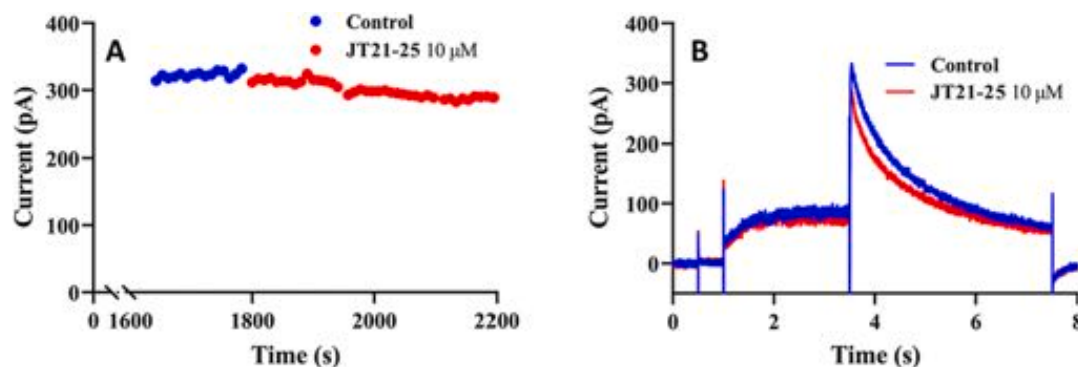 A
Control
JT21-25 10 μM
Current (pA)
400
300
200
100
0
0 1600 1800 2000 2200
Time (s)
B
Control
JT21-25 10 μM
Current (pA)
400
300
200
100
0
0 2 4 6 8
Time (s)